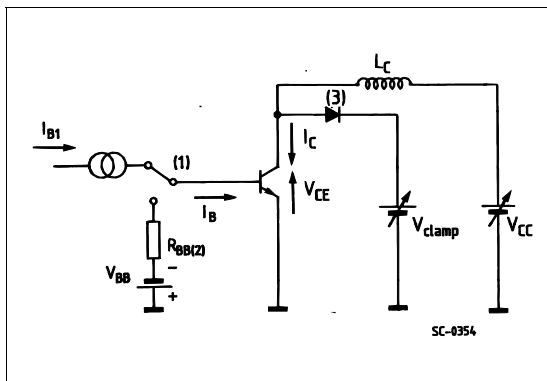 L_C
(3)
I_B1
(1)
I_C
V_CE
I_B
R_BB(2)
V_BB
−
+
V_clamp
V_CC
SC-0354